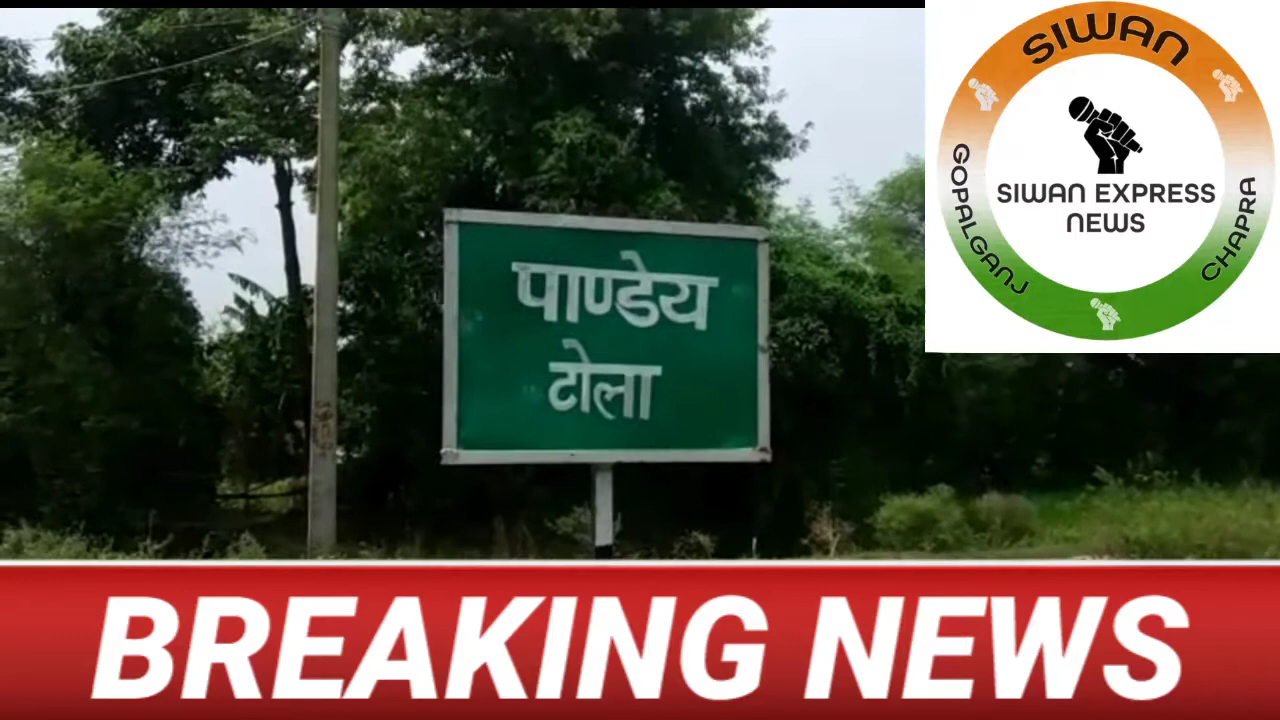 SIWAN
SIWAN EXPRESS
NEWS
GOPALGANJ
CHAPRA
पाण्डेय
टोला
BREAKING NEWS